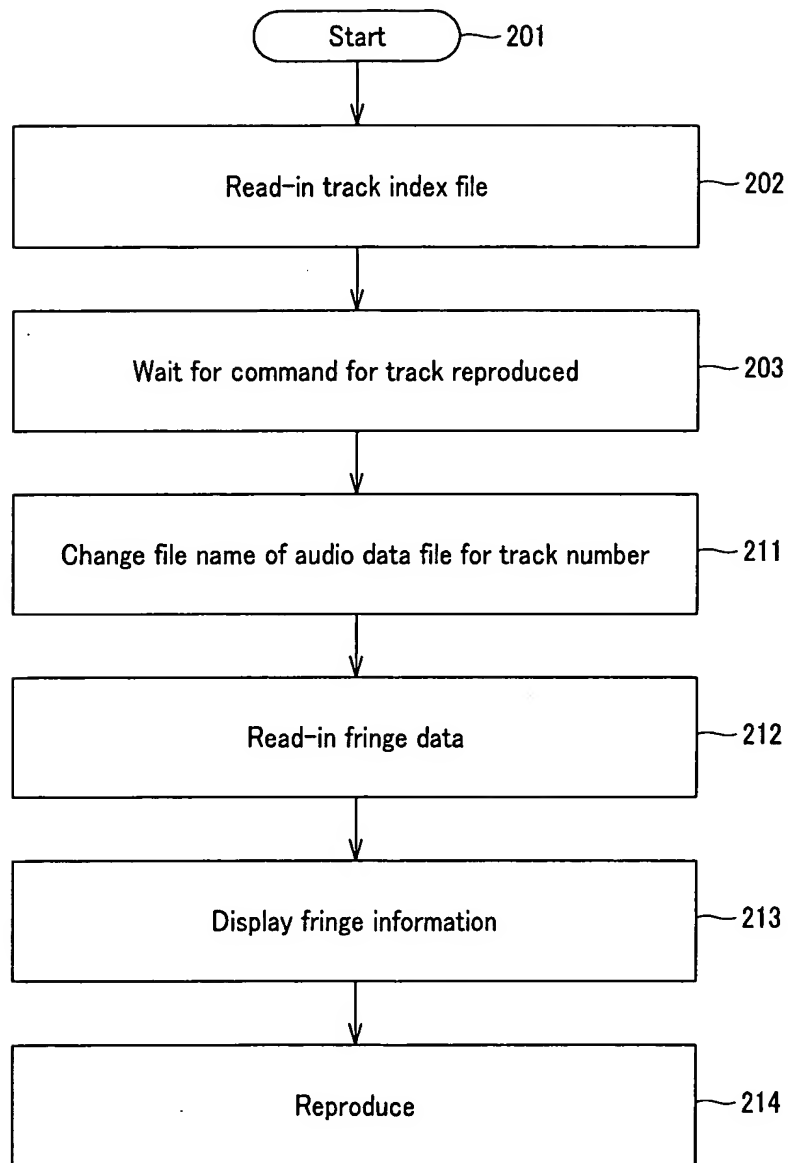 Start 201
Read-in track index file 202
Wait for command for track reproduced 203
Change file name of audio data file for track number 211
Read-in fringe data 212
Display fringe information 213
Reproduce 214